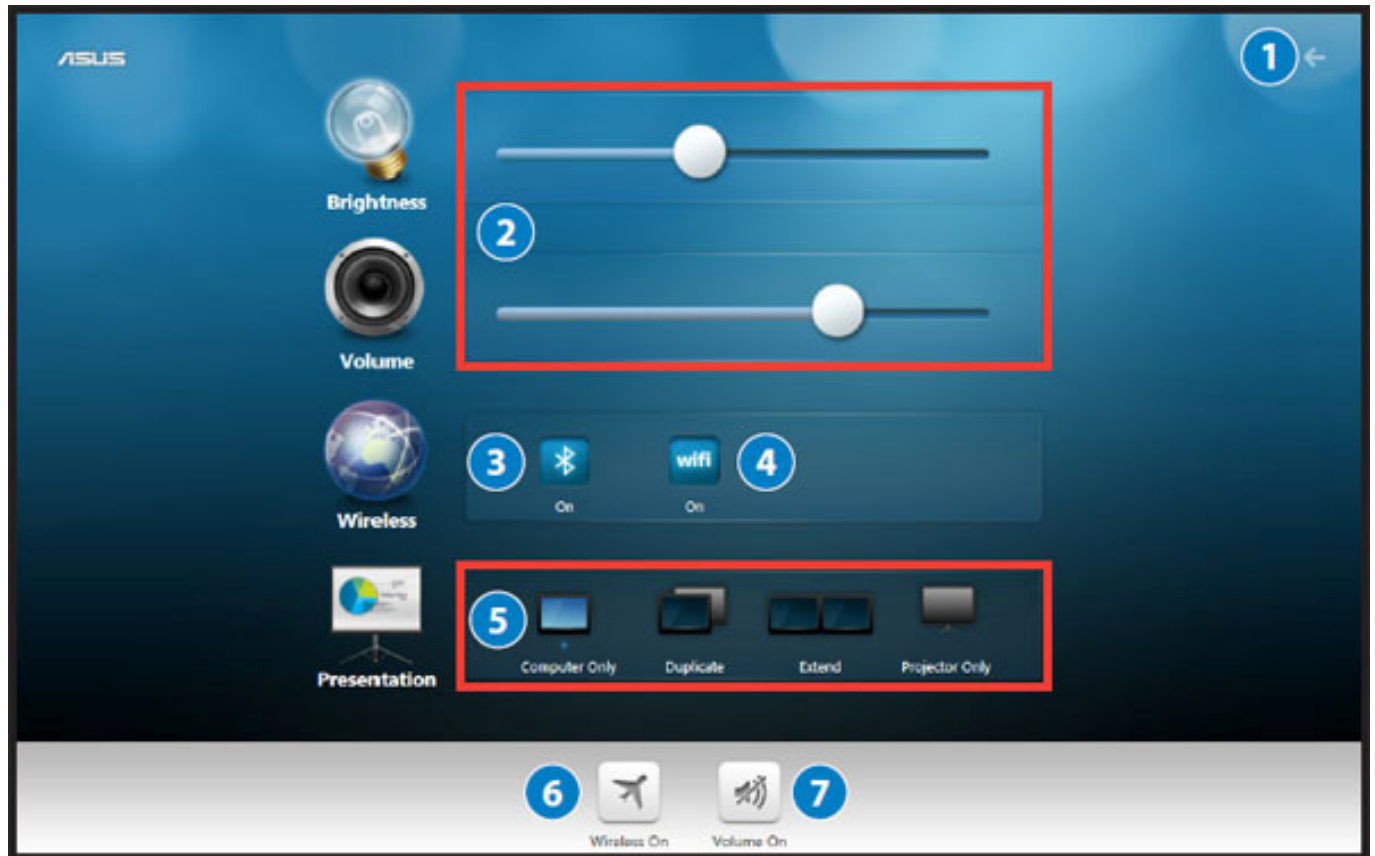 ASUS
1
Brightness
2
Volume
3
wifi
4
On
On
Wireless
5
Computer Only
Duplicate
Extend
Projector Only
Presentation
6
7
Wireless On
Volume On